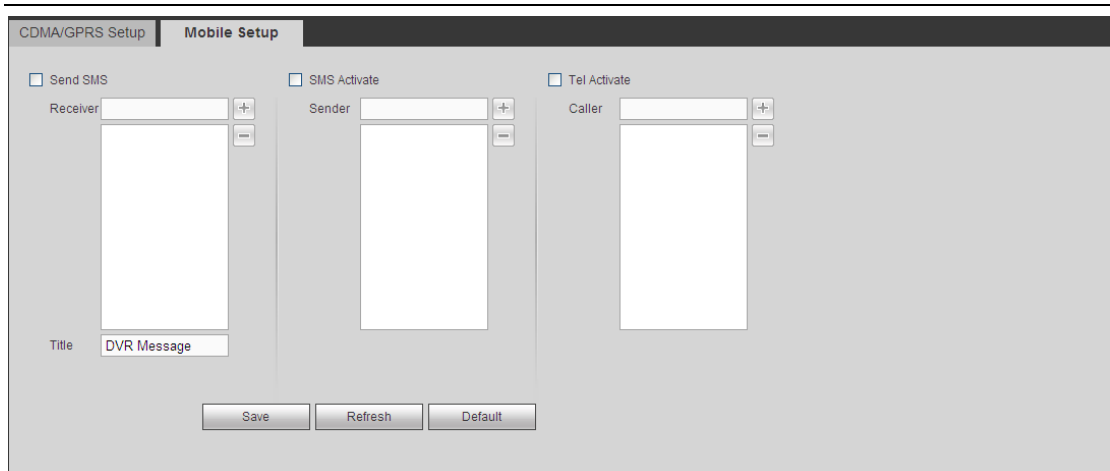 CDMA/GPRS Setup Mobile Setup
Send SMS SMS Activate Tel Activate
Receiver Sender Caller
Title DVR Message
Save Refresh Default